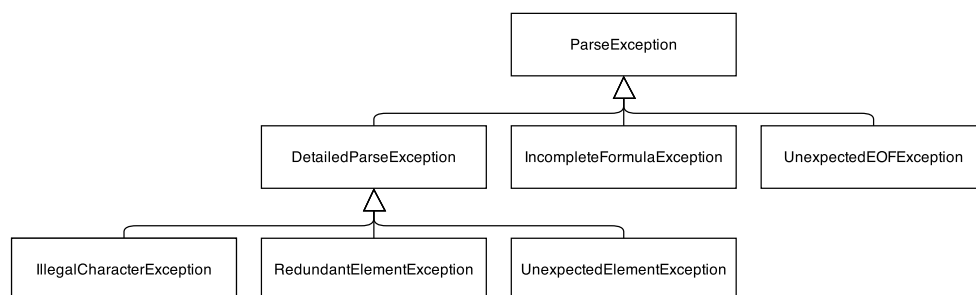 ParseException
DetailedParseException
IncompleteFormulaException
UnexpectedEOFException
IllegalCharacterException
RedundantElementException
UnexpectedElementException